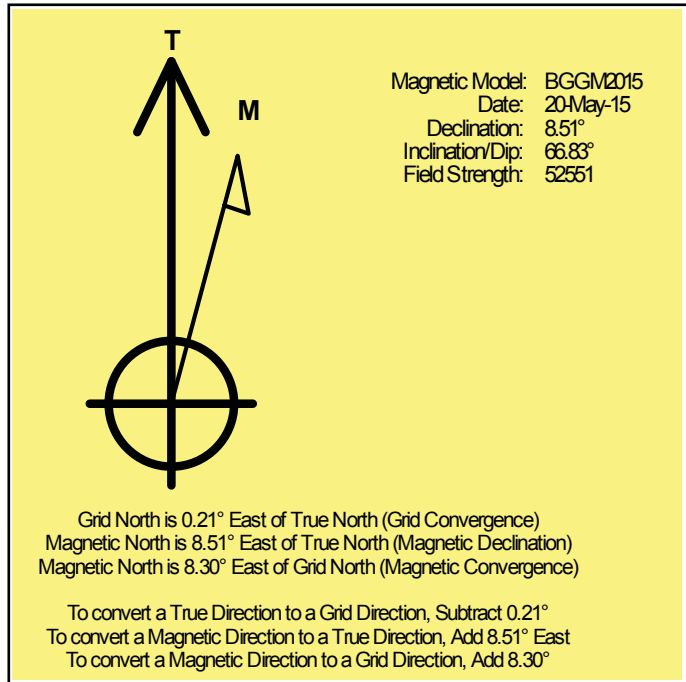 T
M
Magnetic Model: BGGM2015
Date: 20-May-15
Declination: 8.51°
Inclination/Dip: 66.83°
Field Strength: 52551
Grid North is 0.21° East of True North (Grid Convergence)
Magnetic North is 8.51° East of True North (Magnetic Declination)
Magnetic North is 8.30° East of Grid North (Magnetic Convergence)
To convert a True Direction to a Grid Direction, Subtract 0.21°
To convert a Magnetic Direction to a True Direction, Add 8.51° East
To convert a Magnetic Direction to a Grid Direction, Add 8.30°